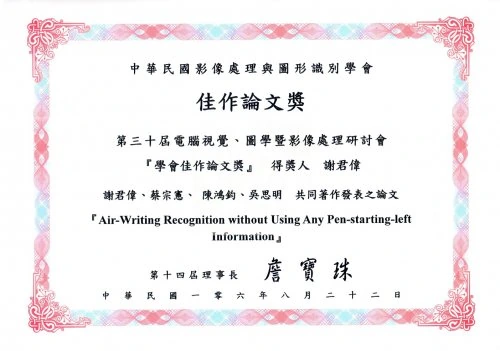 中華民國影像處理與圖形識別學會
佳作論文獎
第三十屆電腦視覺、圖學暨影像處理研討會
『學會佳作論文獎』 得獎人 謝君偉
謝君偉、蔡宗憲、陳鴻鈞、吳思明 共同著作發表之論文
『Air-Writing Recognition without Using Any Pen-starting-left
Information』
第十四屆理事長 詹寶珠
中華民國一零六年八月二十二日